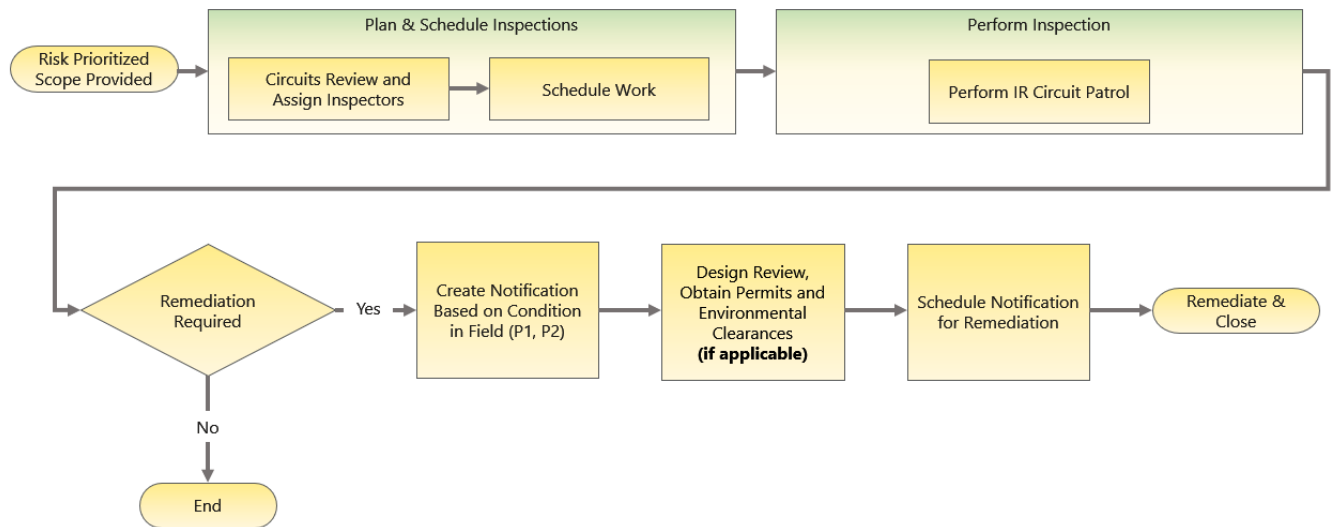 Plan & Schedule Inspections
Perform Inspection
Risk Prioritized
Scope Provided
Circuits Review and
Assign Inspectors
Schedule Work
Perform IR Circuit Patrol
Remediation
Required
Yes
Create Notification
Based on Condition
in Field (P1, P2)
Design Review,
Obtain Permits and
Environmental
Clearances
(if applicable)
Schedule Notification
for Remediation
Remediate &
Close
No
End